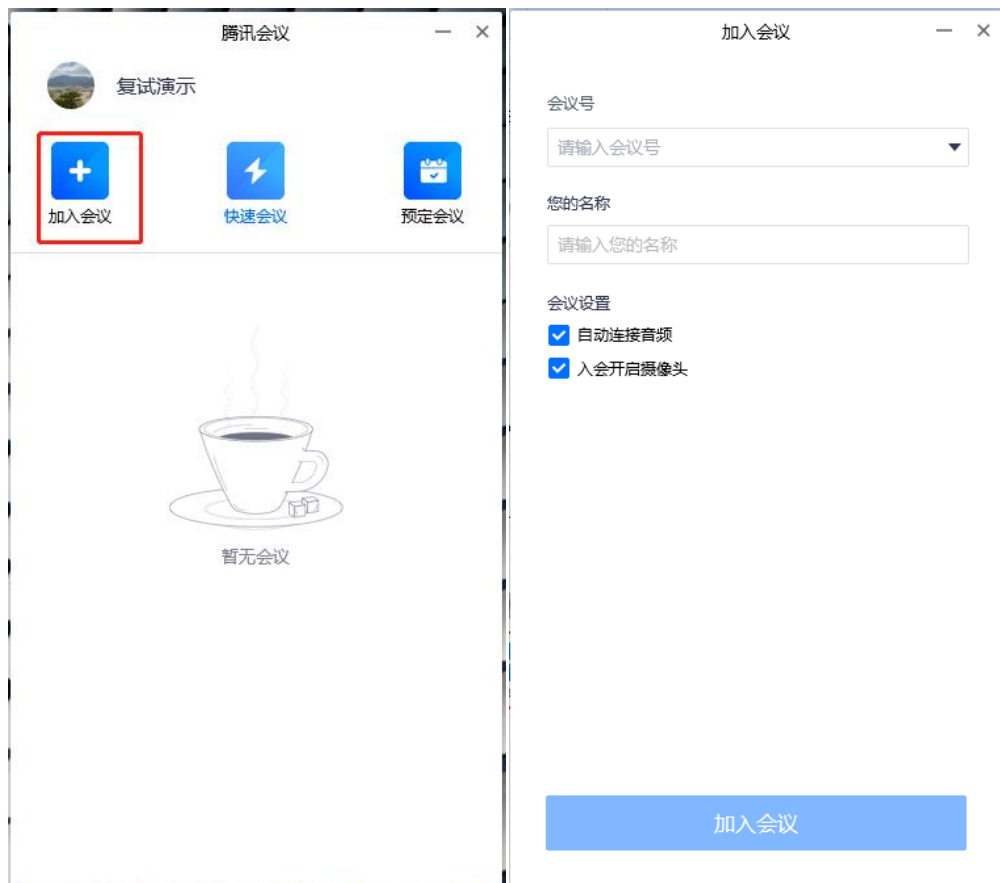 腾讯会议
复试演示
加入会议
快速会议
预定会议
暂无会议
加入会议
会议号
请输入会议号
您的名称
请输入您的名称
会议设置
自动连接音频
入会开启摄像头
加入会议